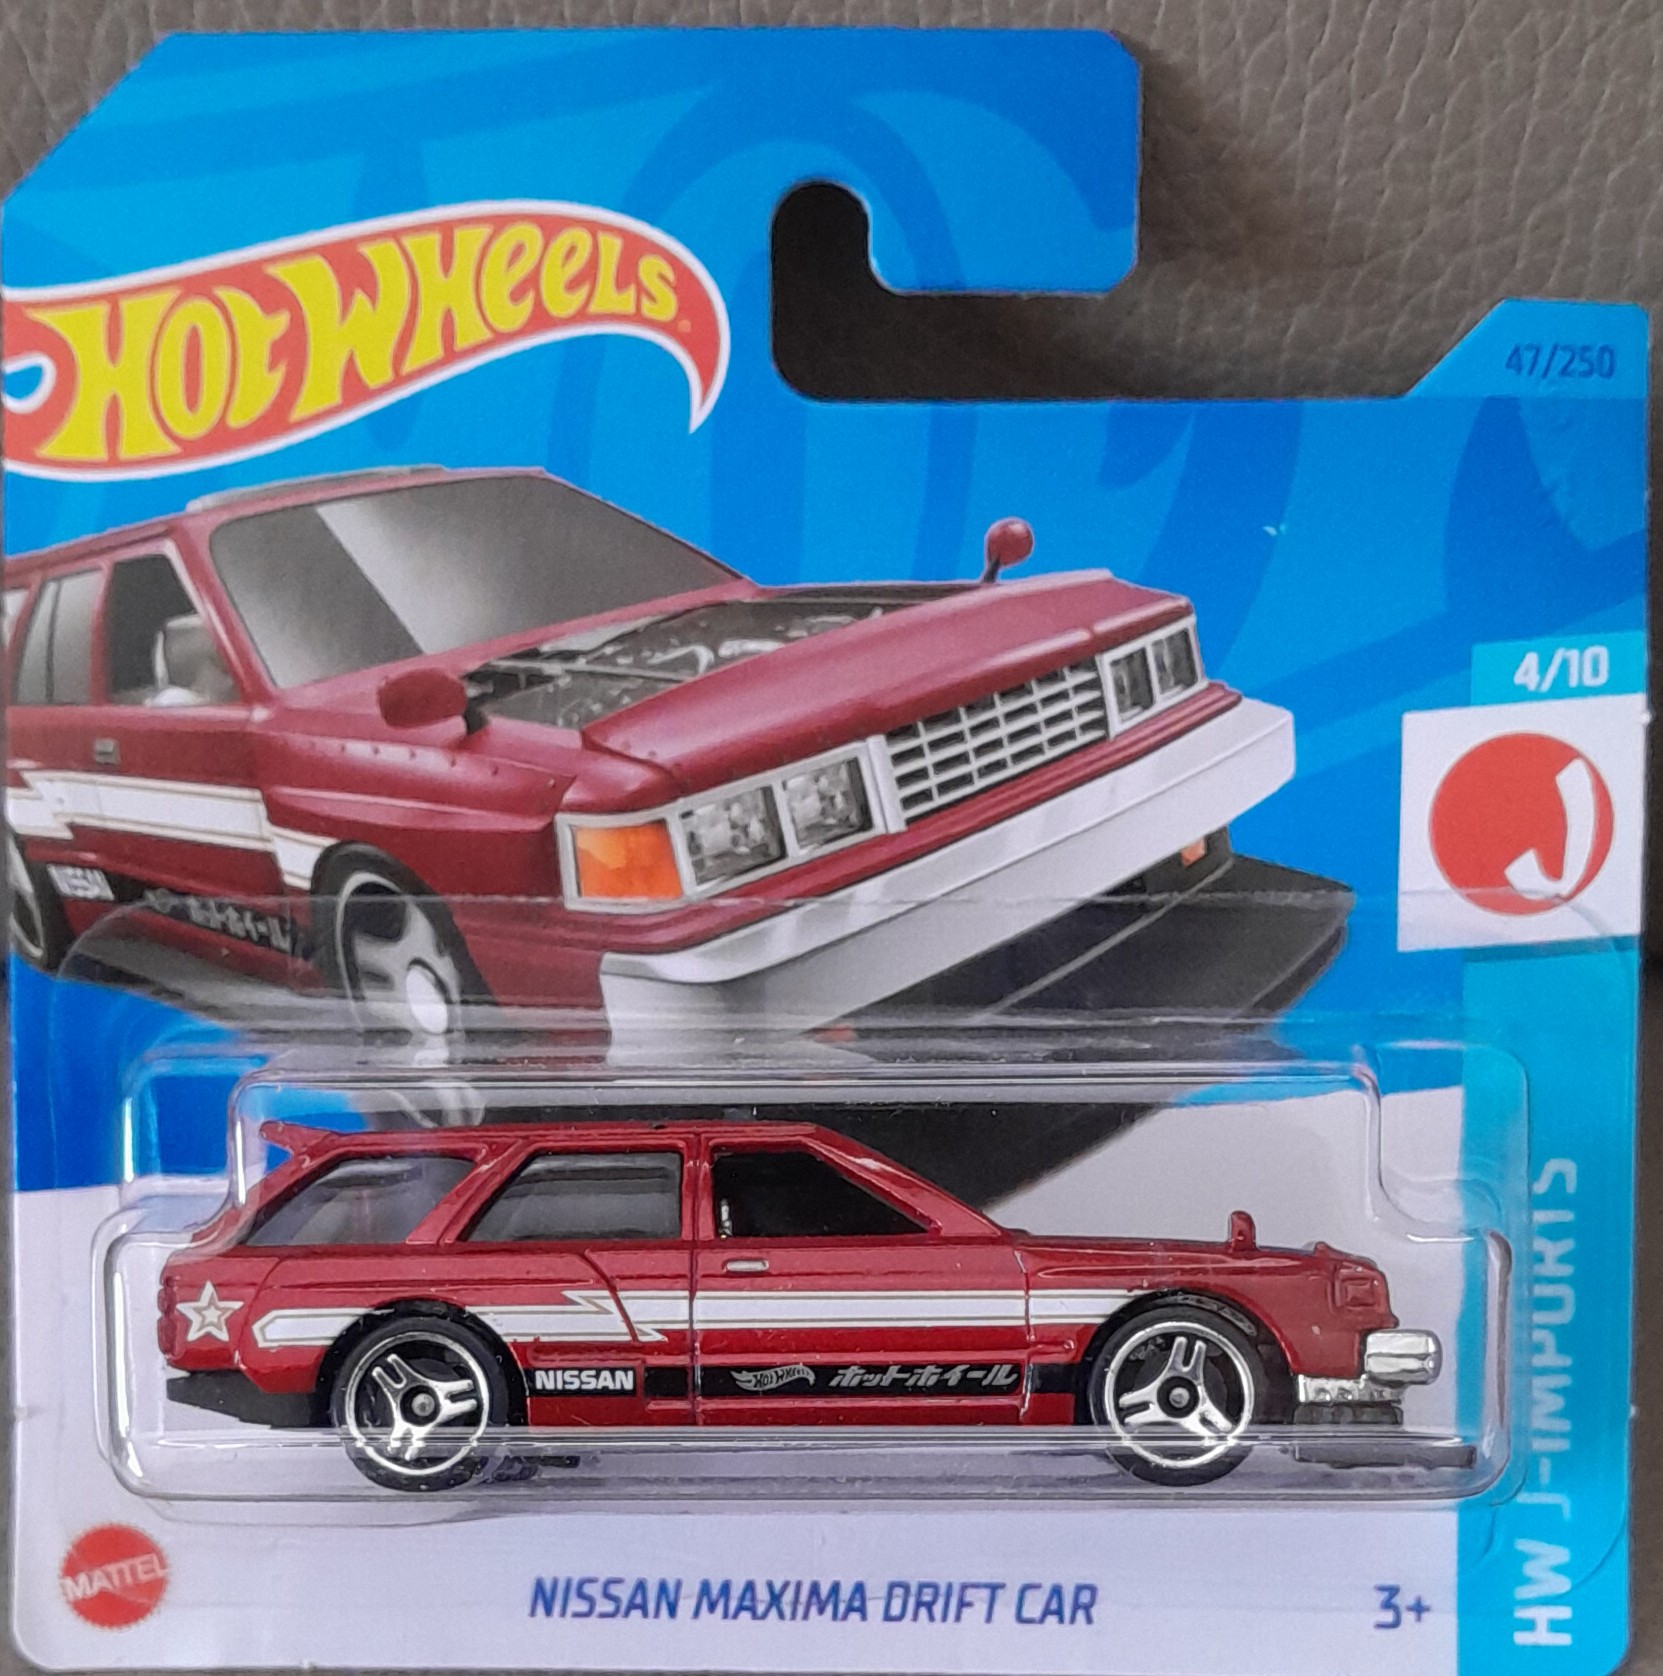 HOT WHEELS
47/250
4/10
J
NISSAN
ホットホイール
NISSAN
HOT WHEELS
ホットホイール
HW J-IMPORTS
MATTEL
NISSAN MAXIMA DRIFT CAR
3+